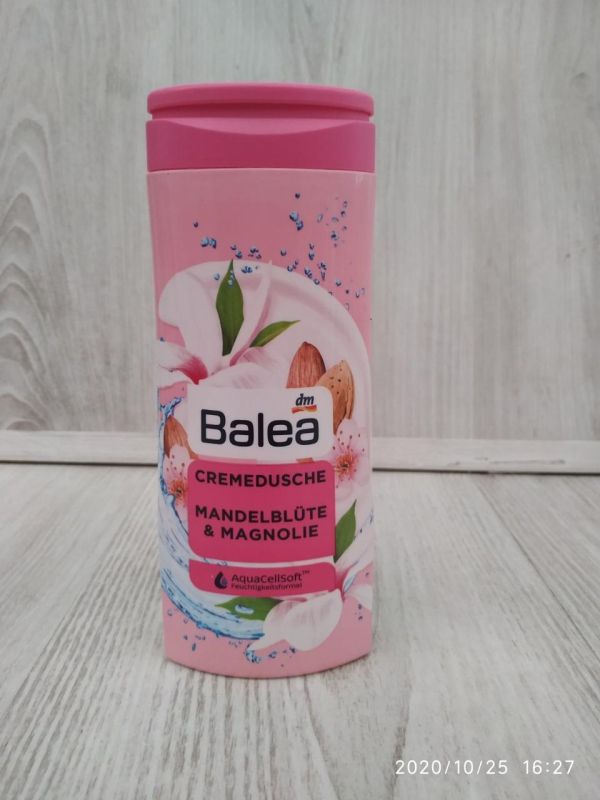 dm
Balea
CREMEDUSCHE
MANDELBLÜTE
& MAGNOLIE
AquaCellSoft™
Feuchtigkeitsformel
2020/10/25 16:27